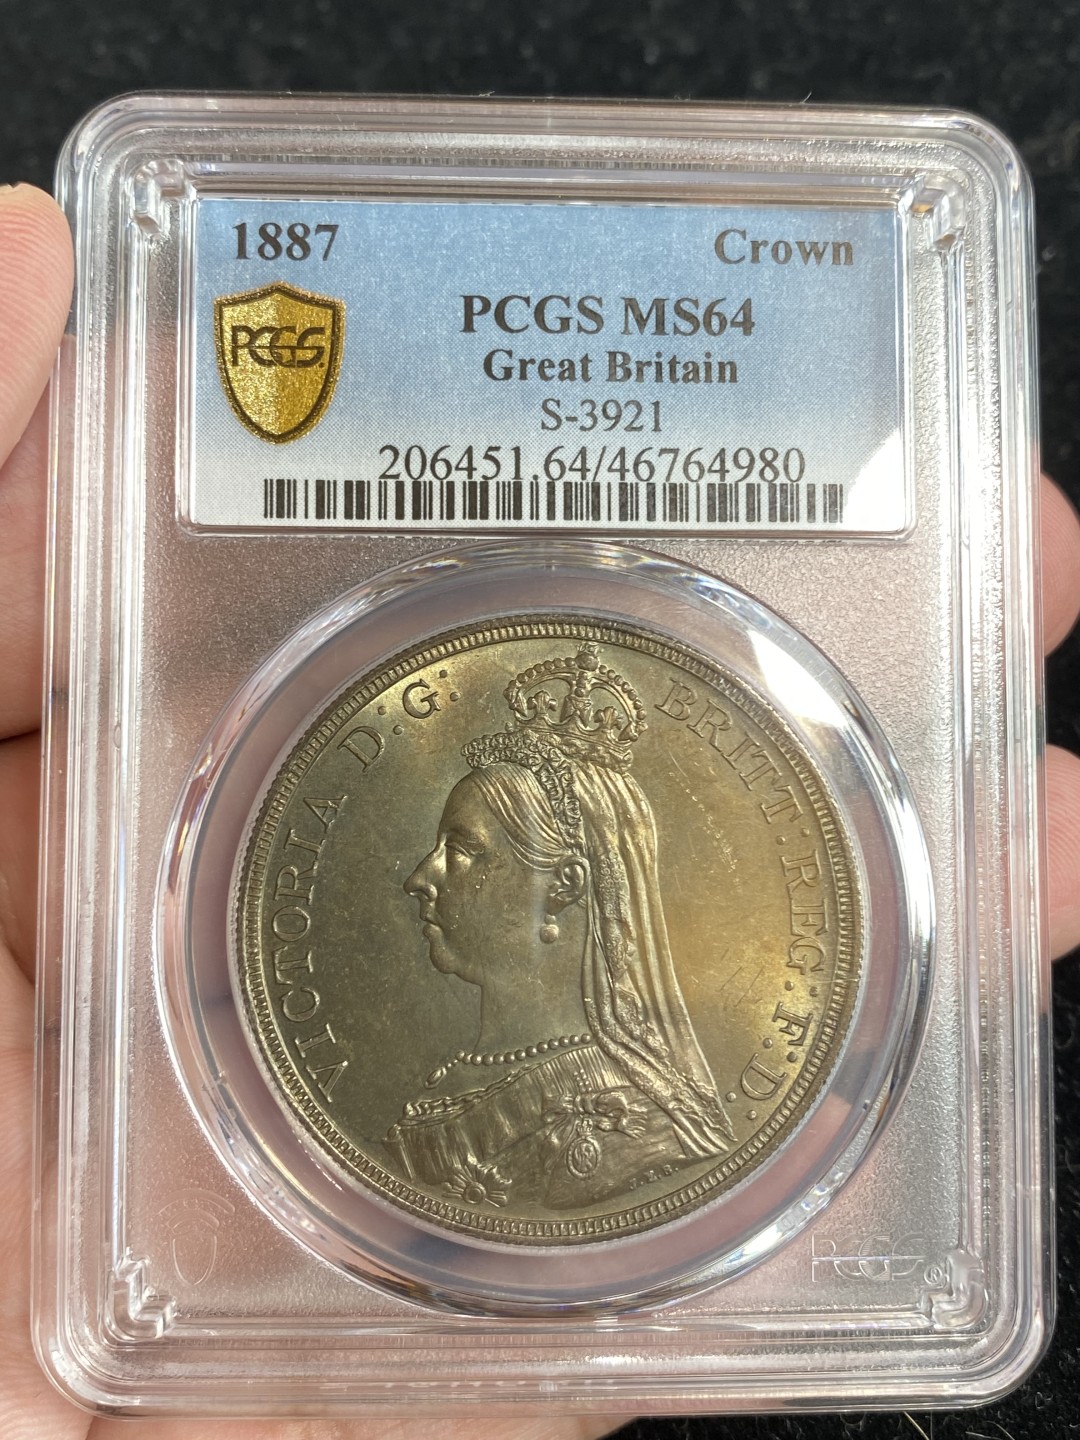 1887 Crown
PCGS
PCGS MS64
Great Britain
S-3921
206451.64/46764980
VICTORIA D·G: BRITT·REG:F:D:
J.E.B.
PCGS